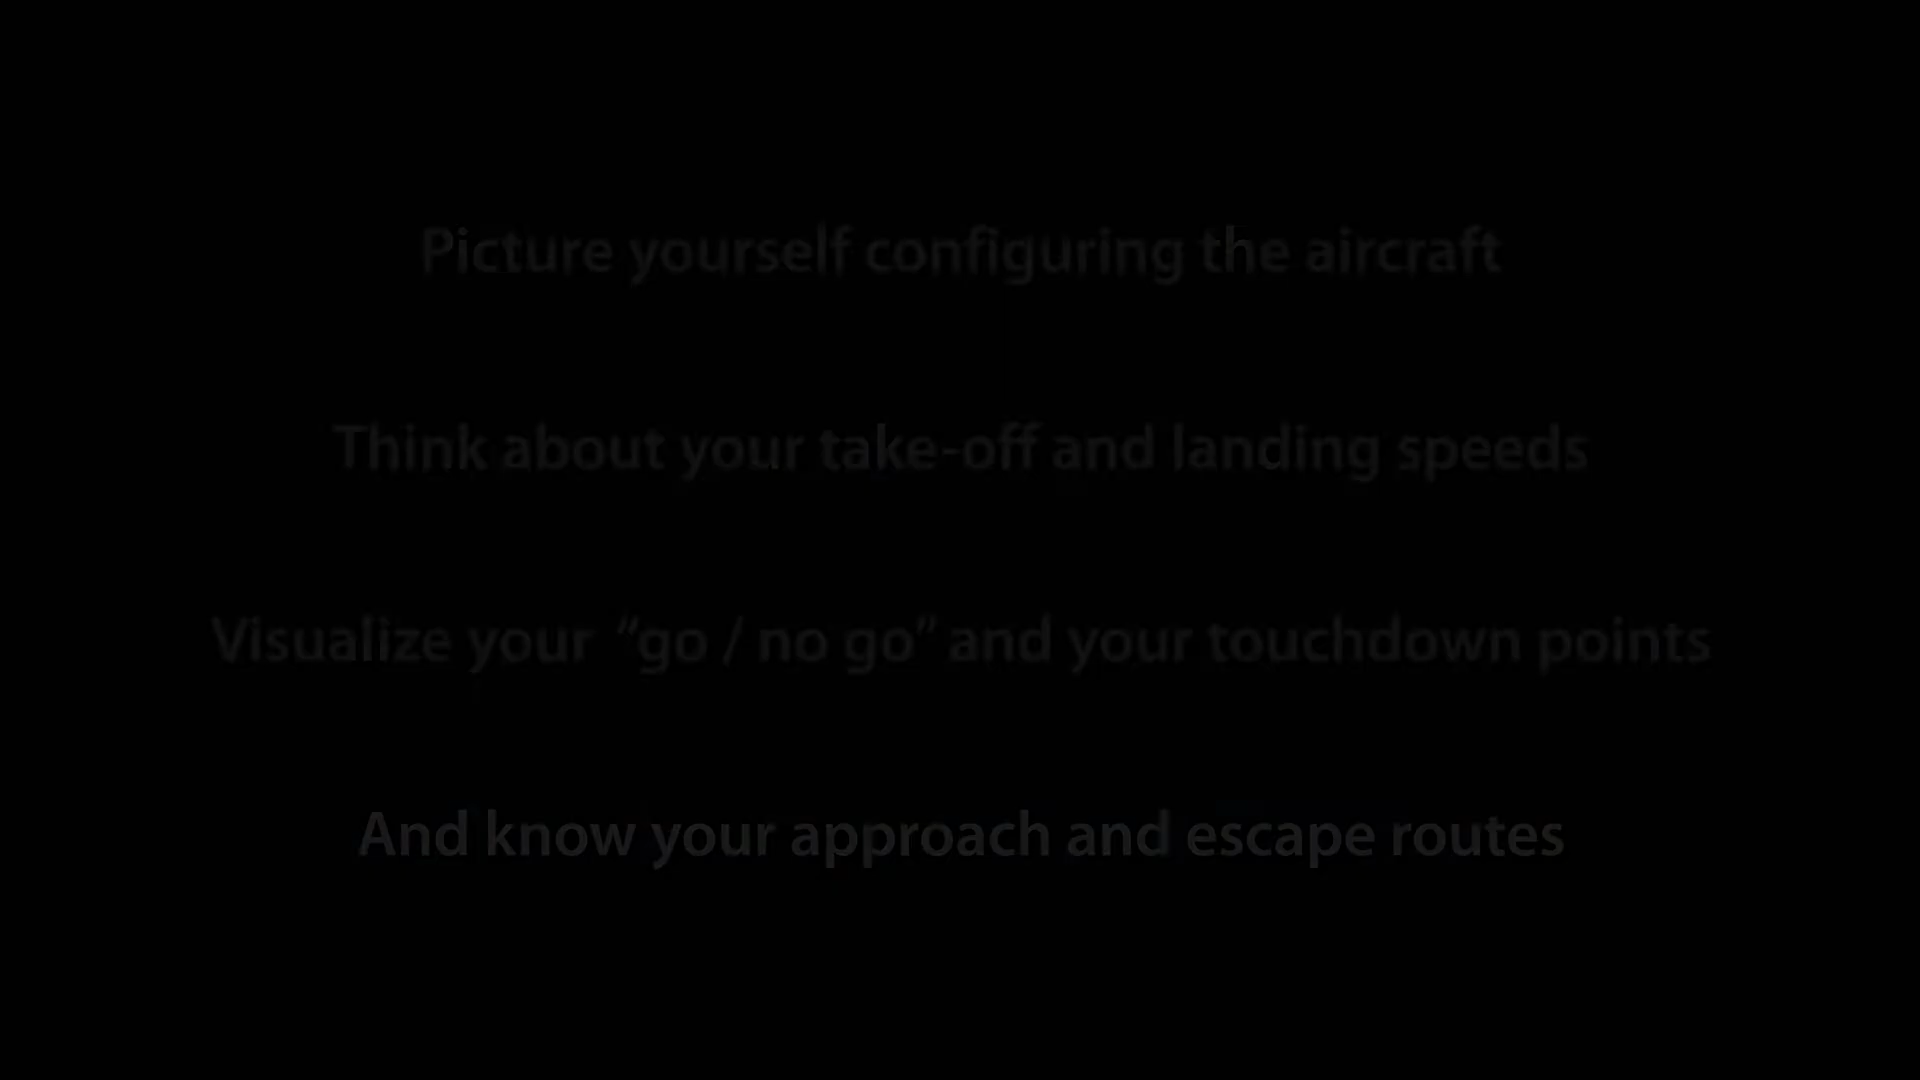 Picture yourself configuring the aircraft
Think about your take-off and landing speeds
Visualize your “go / no go” and your touchdown points
And know your approach and escape routes